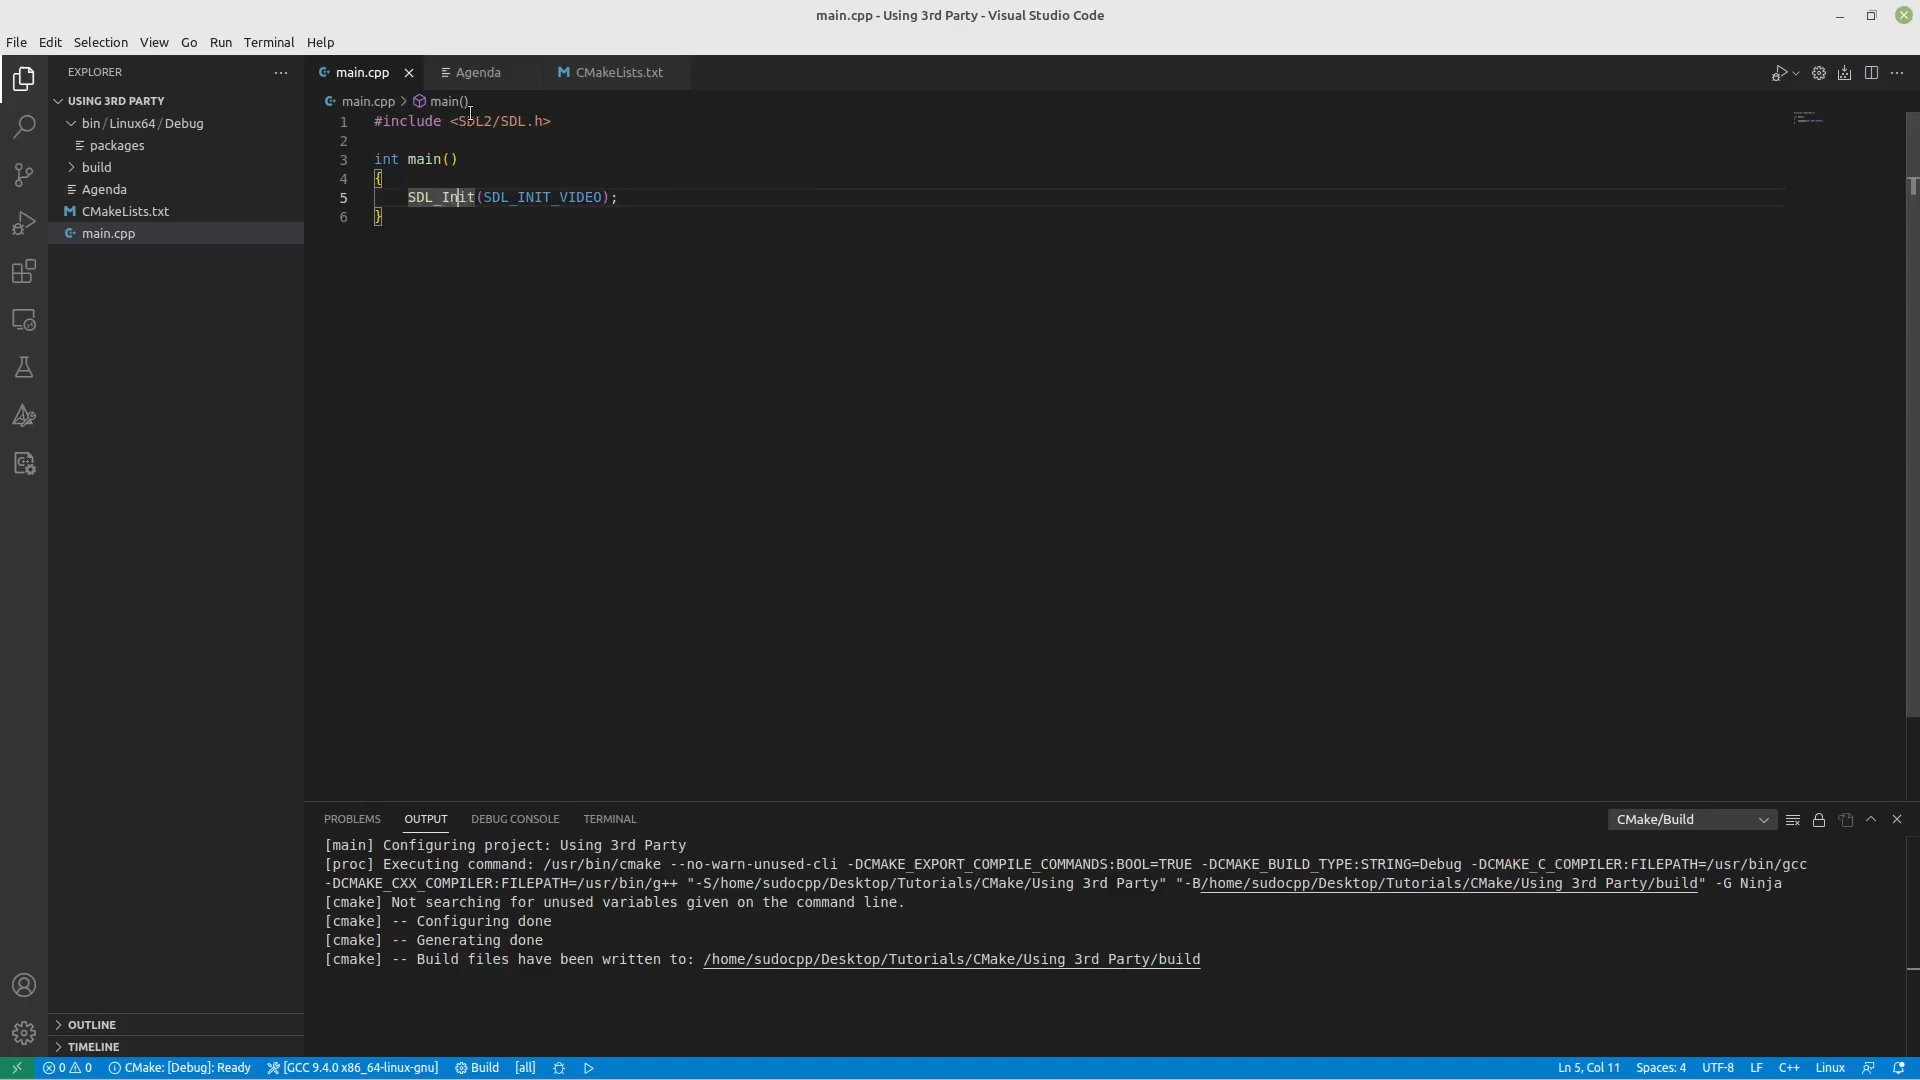 main.cpp - Using 3rd Party - Visual Studio Code
File Edit Selection View Go Run Terminal Help
EXPLORER
USING 3RD PARTY
bin / Linux64 / Debug
packages
build
Agenda
CMakeLists.txt
main.cpp
OUTLINE
TIMELINE
main.cpp Agenda CMakeLists.txt
main.cpp > main()
1 #include <SDL2/SDL.h>
2
3 int main()
4 {
5 SDL_Init(SDL_INIT_VIDEO);
6 }
PROBLEMS OUTPUT DEBUG CONSOLE TERMINAL CMake/Build
[main] Configuring project: Using 3rd Party
[proc] Executing command: /usr/bin/cmake --no-warn-unused-cli -DCMAKE_EXPORT_COMPILE_COMMANDS:BOOL=TRUE -DCMAKE_BUILD_TYPE:STRING=Debug -DCMAKE_C_COMPILER:FILEPATH=/usr/bin/gcc
-DCMAKE_CXX_COMPILER:FILEPATH=/usr/bin/g++ "-S/home/sudocpp/Desktop/Tutorials/CMake/Using 3rd Party" "-B/home/sudocpp/Desktop/Tutorials/CMake/Using 3rd Party/build" -G Ninja
[cmake] Not searching for unused variables given on the command line.
[cmake] -- Configuring done
[cmake] -- Generating done
[cmake] -- Build files have been written to: /home/sudocpp/Desktop/Tutorials/CMake/Using 3rd Party/build
0 0 CMake: [Debug]: Ready [GCC 9.4.0 x86_64-linux-gnu] Build [all] Ln 5, Col 11 Spaces: 4 UTF-8 LF C++ Linux